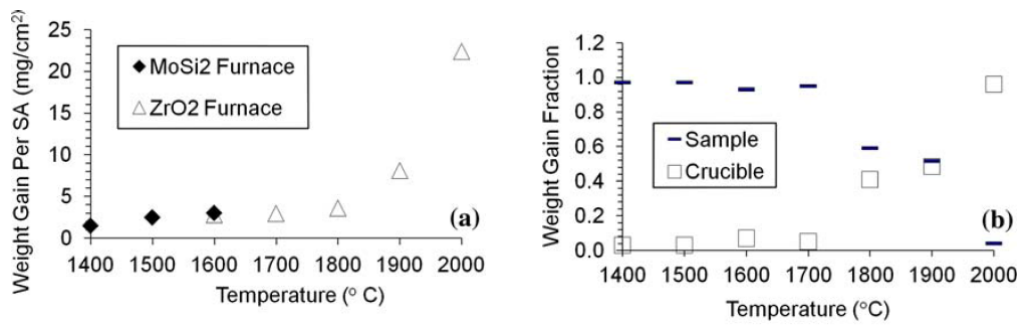 Weight Gain Per SA (mg/cm2)
25
20
15
10
5
0
MoSi2 Furnace
ZrO2 Furnace
(a)
1400 1500 1600 1700 1800 1900 2000
Temperature (o C)
Weight Gain Fraction
1.2
1.0
0.8
0.6
0.4
0.2
0.0
Sample
Crucible
(b)
1400 1500 1600 1700 1800 1900 2000
Temperature (°C)